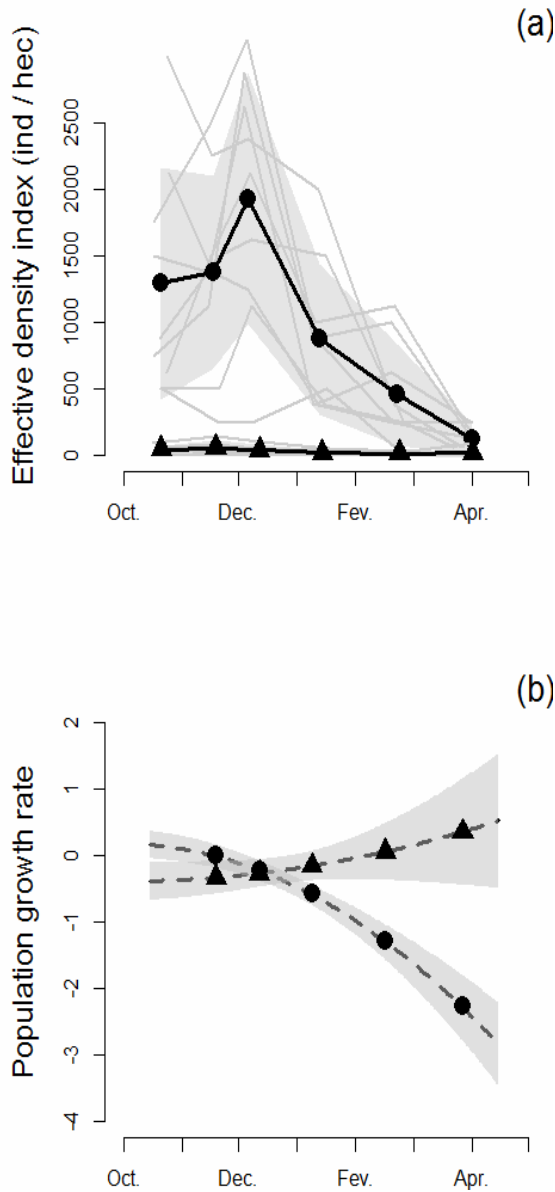 (a)
Effective density index (ind / hec)
2500
2000
1500
1000
500
0
Oct.
Dec.
Fev.
Apr.
(b)
Population growth rate
2
1
0
-1
-2
-3
-4
Oct.
Dec.
Fev.
Apr.